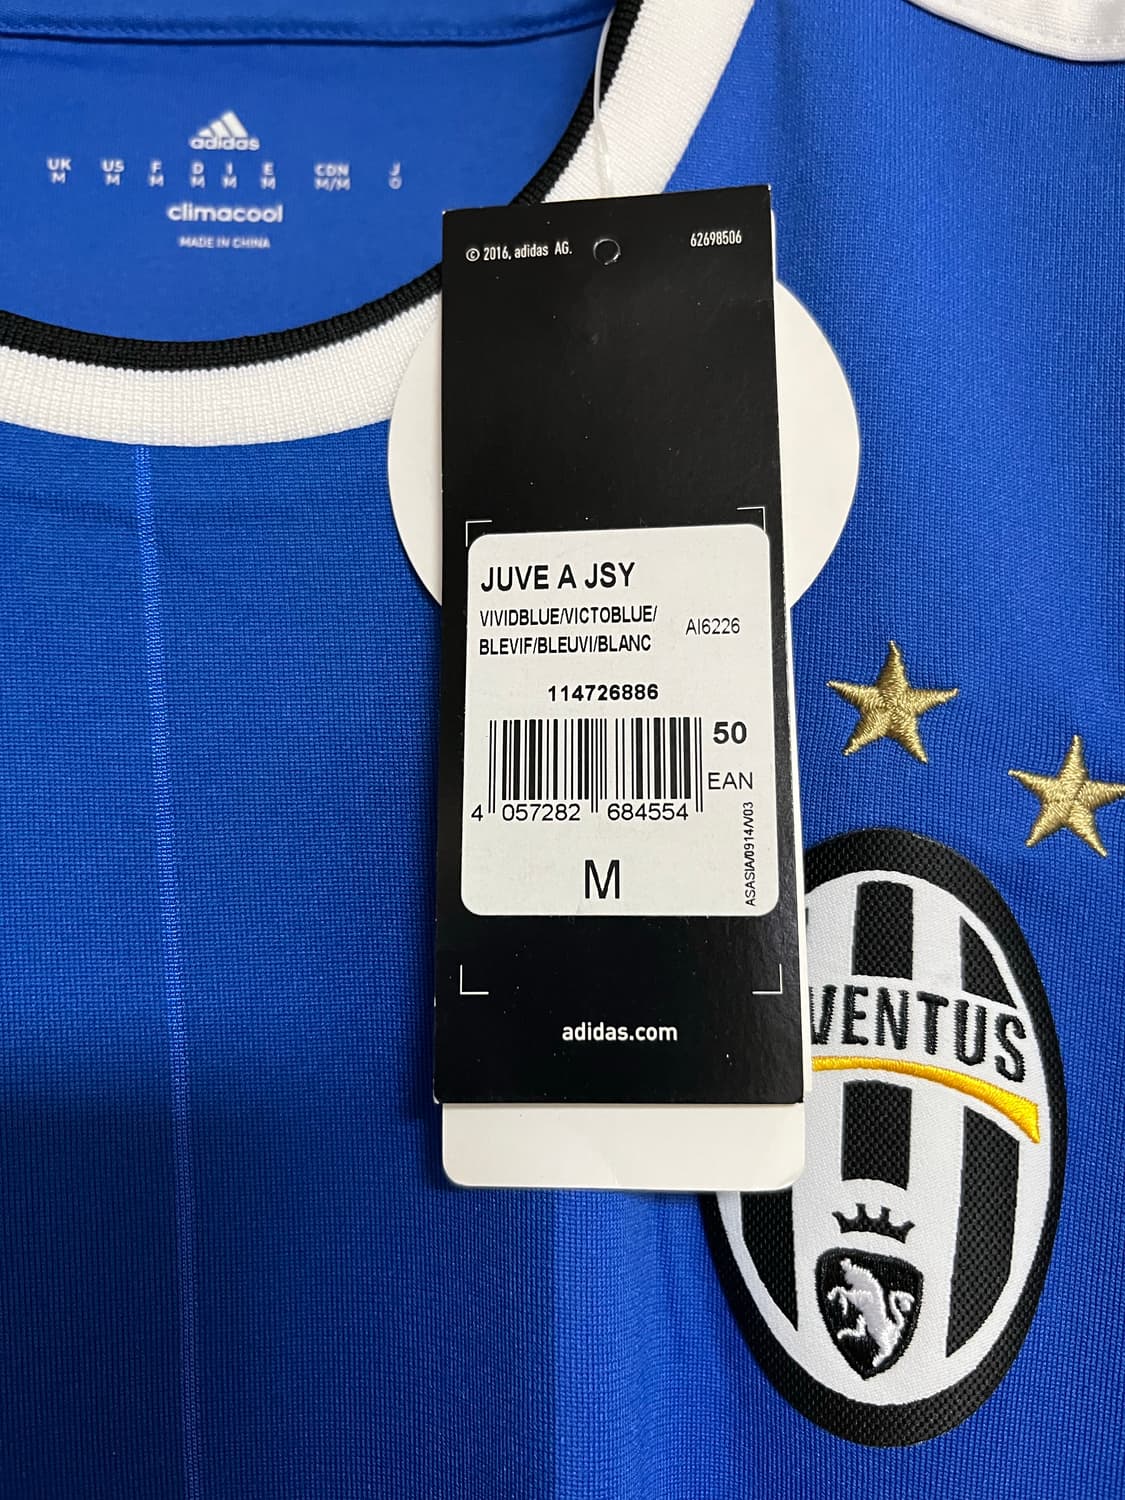 adidas
UK US F D I E CDN J
M M M M M M M/M O
climacool
MADE IN CHINA
© 2016, adidas AG.
62698506
JUVE A JSY
VIVIDBLUE/VICTOBLUE/
BLEVIF/BLEUVI/BLANC
AI6226
114726886
50
EAN
4 057282 684554
ASASIA/0914/V03
M
adidas.com
VENTUS